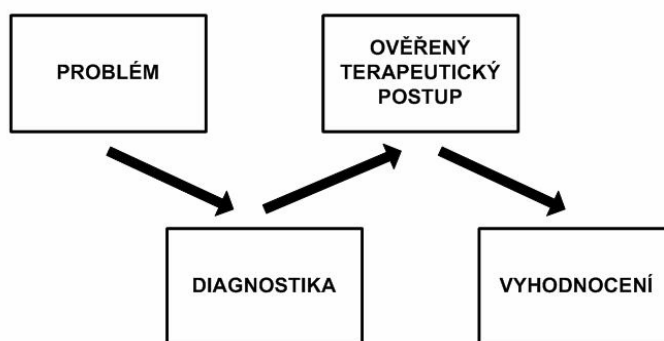 PROBLÉM
OVĚŘENÝ
TERAPEUTICKÝ
POSTUP
DIAGNOSTIKA
VYHODNOCENÍ